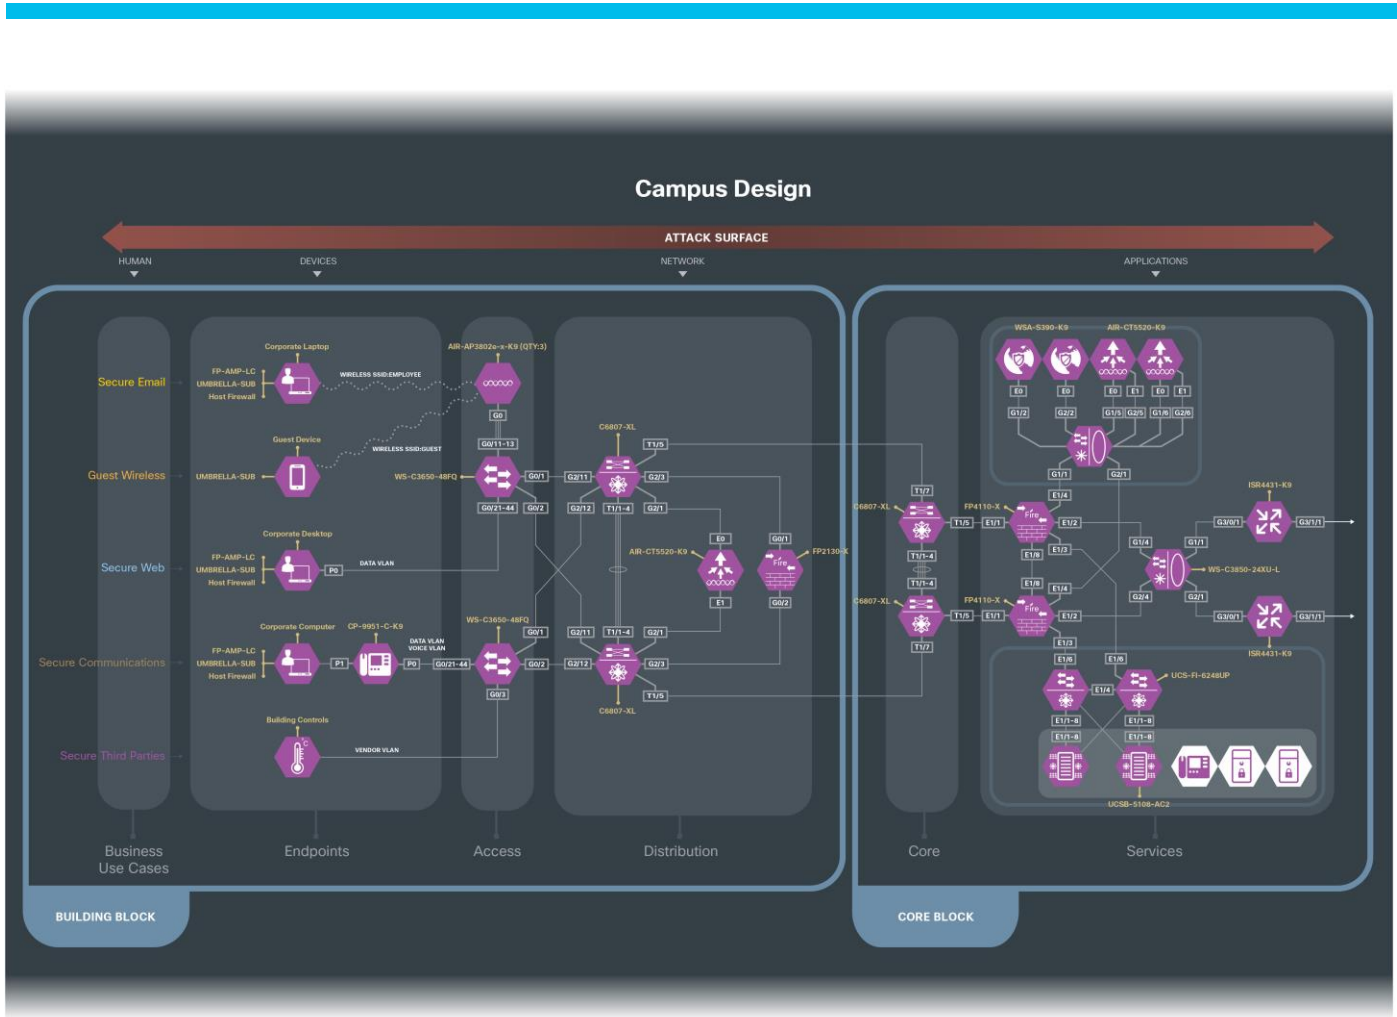 Campus Design
ATTACK SURFACE
HUMAN
DEVICES
NETWORK
APPLICATIONS
Secure Email
Guest Wireless
Secure Web
Secure Communications
Secure Third Parties
Corporate Laptop
FP-AMP-LC
UMBRELLA-SUB
Host Firewall
WIRELESS SSID:EMPLOYEE
Guest Device
UMBRELLA-SUB
WIRELESS SSID:GUEST
Corporate Desktop
FP-AMP-LC
UMBRELLA-SUB
Host Firewall
P0
DATA VLAN
Corporate Computer
FP-AMP-LC
UMBRELLA-SUB
Host Firewall
P1
CP-9951-C-K9
P0
DATA VLAN
VOICE VLAN
G0/21-44
Building Controls
°C
VENDOR VLAN
AIR-AP3802e-x-K9 (QTY:3)
G0
G0/11-13
WS-C3650-48FQ
G0/1
G0/21-44
G0/2
WS-C3650-48FQ
G0/1
G0/2
G0/3
C6807-XL
T1/5
G2/11
G2/3
G2/12
T1/1-4
G2/1
E0
G0/1
AIR-CT5520-K9
Fire
FP2130-X
E1
G0/2
G2/11
T1/1-4
G2/1
G2/12
G2/3
T1/5
C6807-XL
T1/7
C6807-XL
T1/5
T1/1-4
T1/1-4
C6807-XL
T1/5
T1/7
WSA-S390-K9
AIR-CT5520-K9
E0
E0
E0
E1
E0
E1
G1/2
G2/2
G1/5
G2/5
G1/6
G2/6
G1/1
G2/1
E1/4
FP4110-X
E1/1
Fire
E1/2
E1/3
E1/8
E1/8
E1/4
FP4110-X
E1/1
Fire
E1/2
E1/3
ISR4431-K9
G3/0/1
G3/1/1
G1/4
G1/1
WS-C3850-24XU-L
G2/4
G2/1
G3/0/1
G3/1/1
ISR4431-K9
E1/6
E1/6
E1/4
UCS-FI-6248UP
E1/1-8
E1/1-8
E1/1-8
E1/1-8
UCSB-5108-AC2
Business
Use Cases
Endpoints
Access
Distribution
Core
Services
BUILDING BLOCK
CORE BLOCK